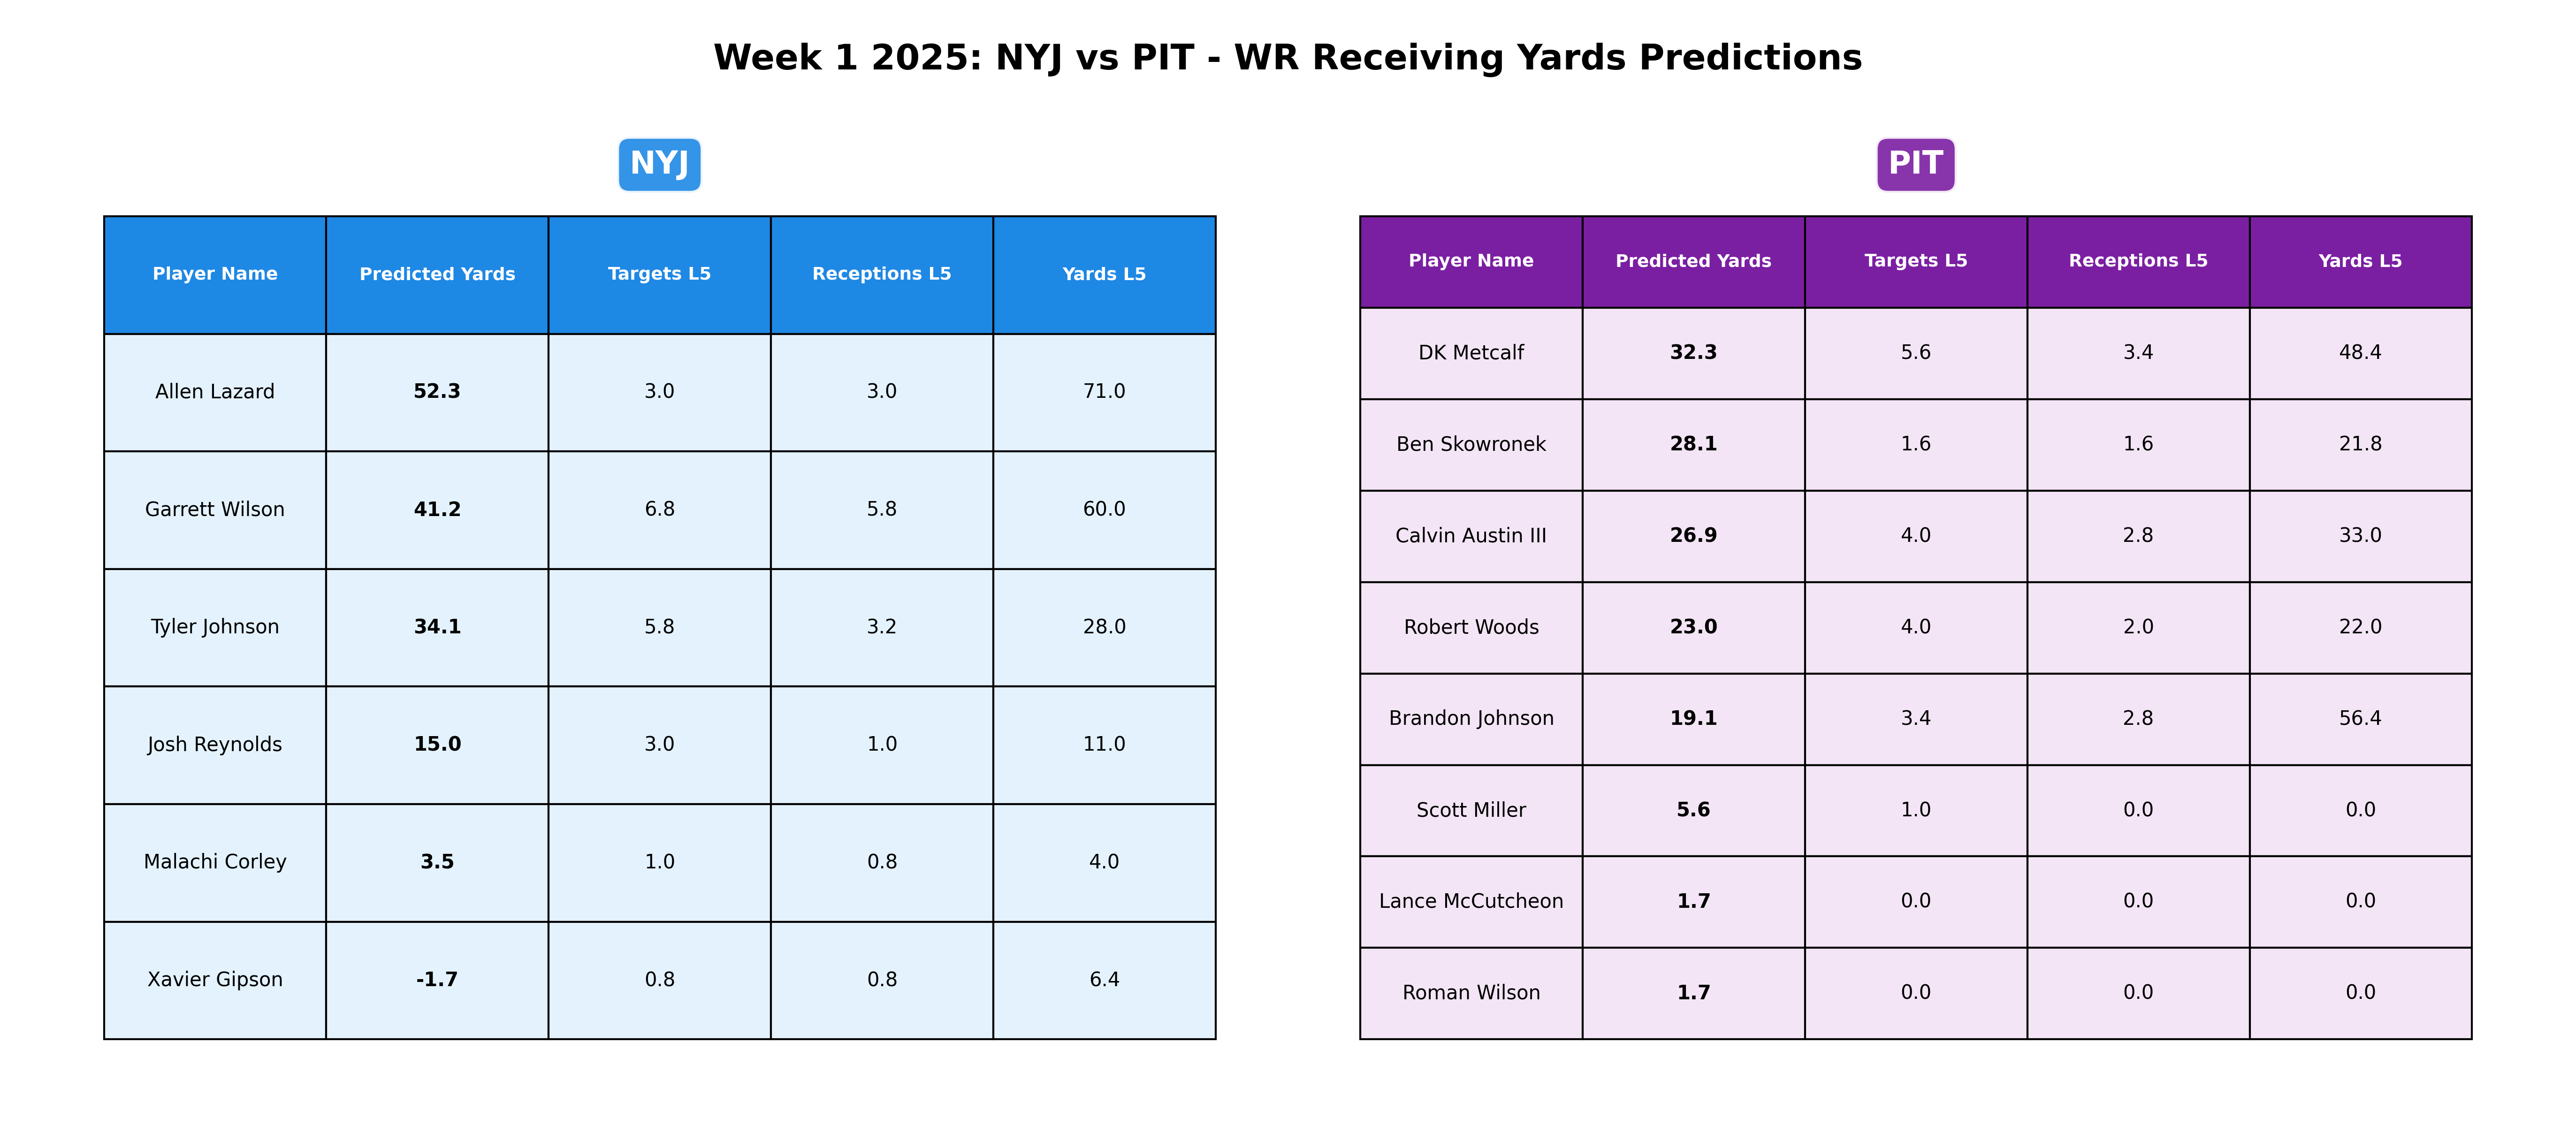 Week 1 2025: NYJ vs PIT - WR Receiving Yards Predictions
NYJ
Player Name Predicted Yards Targets L5 Receptions L5 Yards L5
Allen Lazard 52.3 3.0 3.0 71.0
Garrett Wilson 41.2 6.8 5.8 60.0
Tyler Johnson 34.1 5.8 3.2 28.0
Josh Reynolds 15.0 3.0 1.0 11.0
Malachi Corley 3.5 1.0 0.8 4.0
Xavier Gipson -1.7 0.8 0.8 6.4
PIT
Player Name Predicted Yards Targets L5 Receptions L5 Yards L5
DK Metcalf 32.3 5.6 3.4 48.4
Ben Skowronek 28.1 1.6 1.6 21.8
Calvin Austin III 26.9 4.0 2.8 33.0
Robert Woods 23.0 4.0 2.0 22.0
Brandon Johnson 19.1 3.4 2.8 56.4
Scott Miller 5.6 1.0 0.0 0.0
Lance McCutcheon 1.7 0.0 0.0 0.0
Roman Wilson 1.7 0.0 0.0 0.0